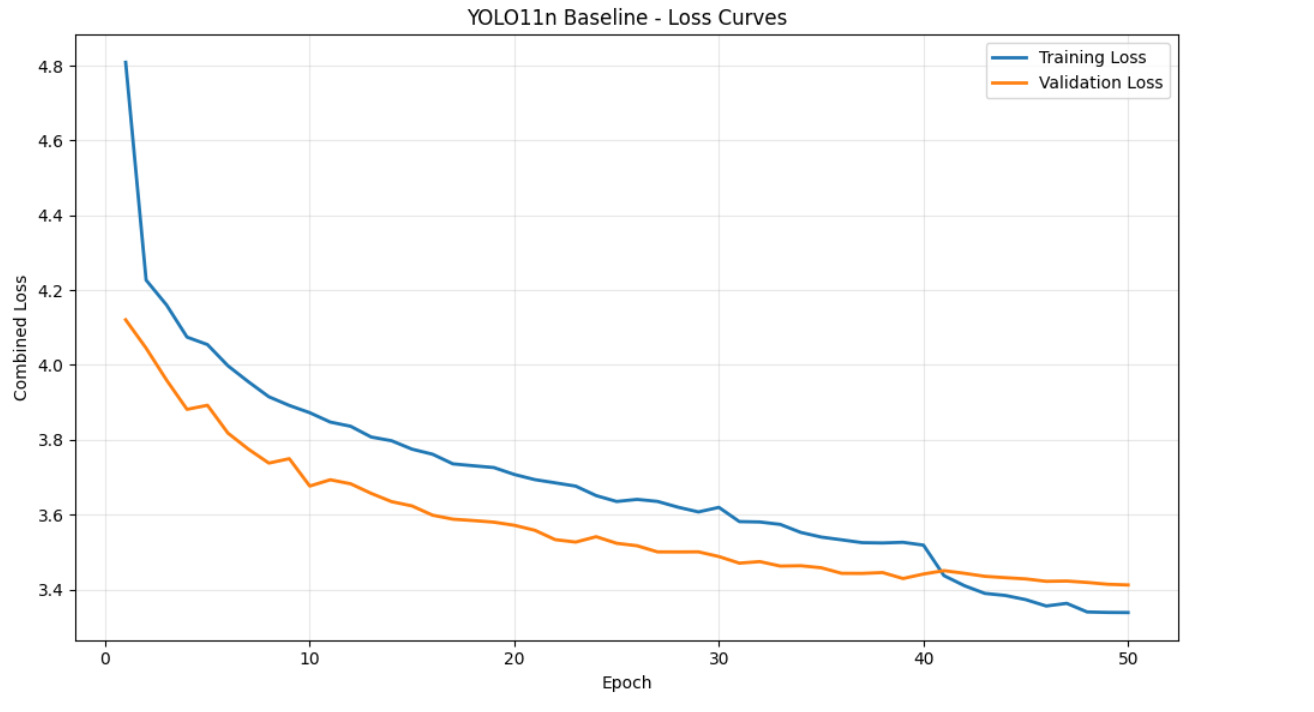 YOLO11n Baseline - Loss Curves
Training Loss
Validation Loss
Combined Loss
4.8
4.6
4.4
4.2
4.0
3.8
3.6
3.4
0
10
20
30
40
50
Epoch